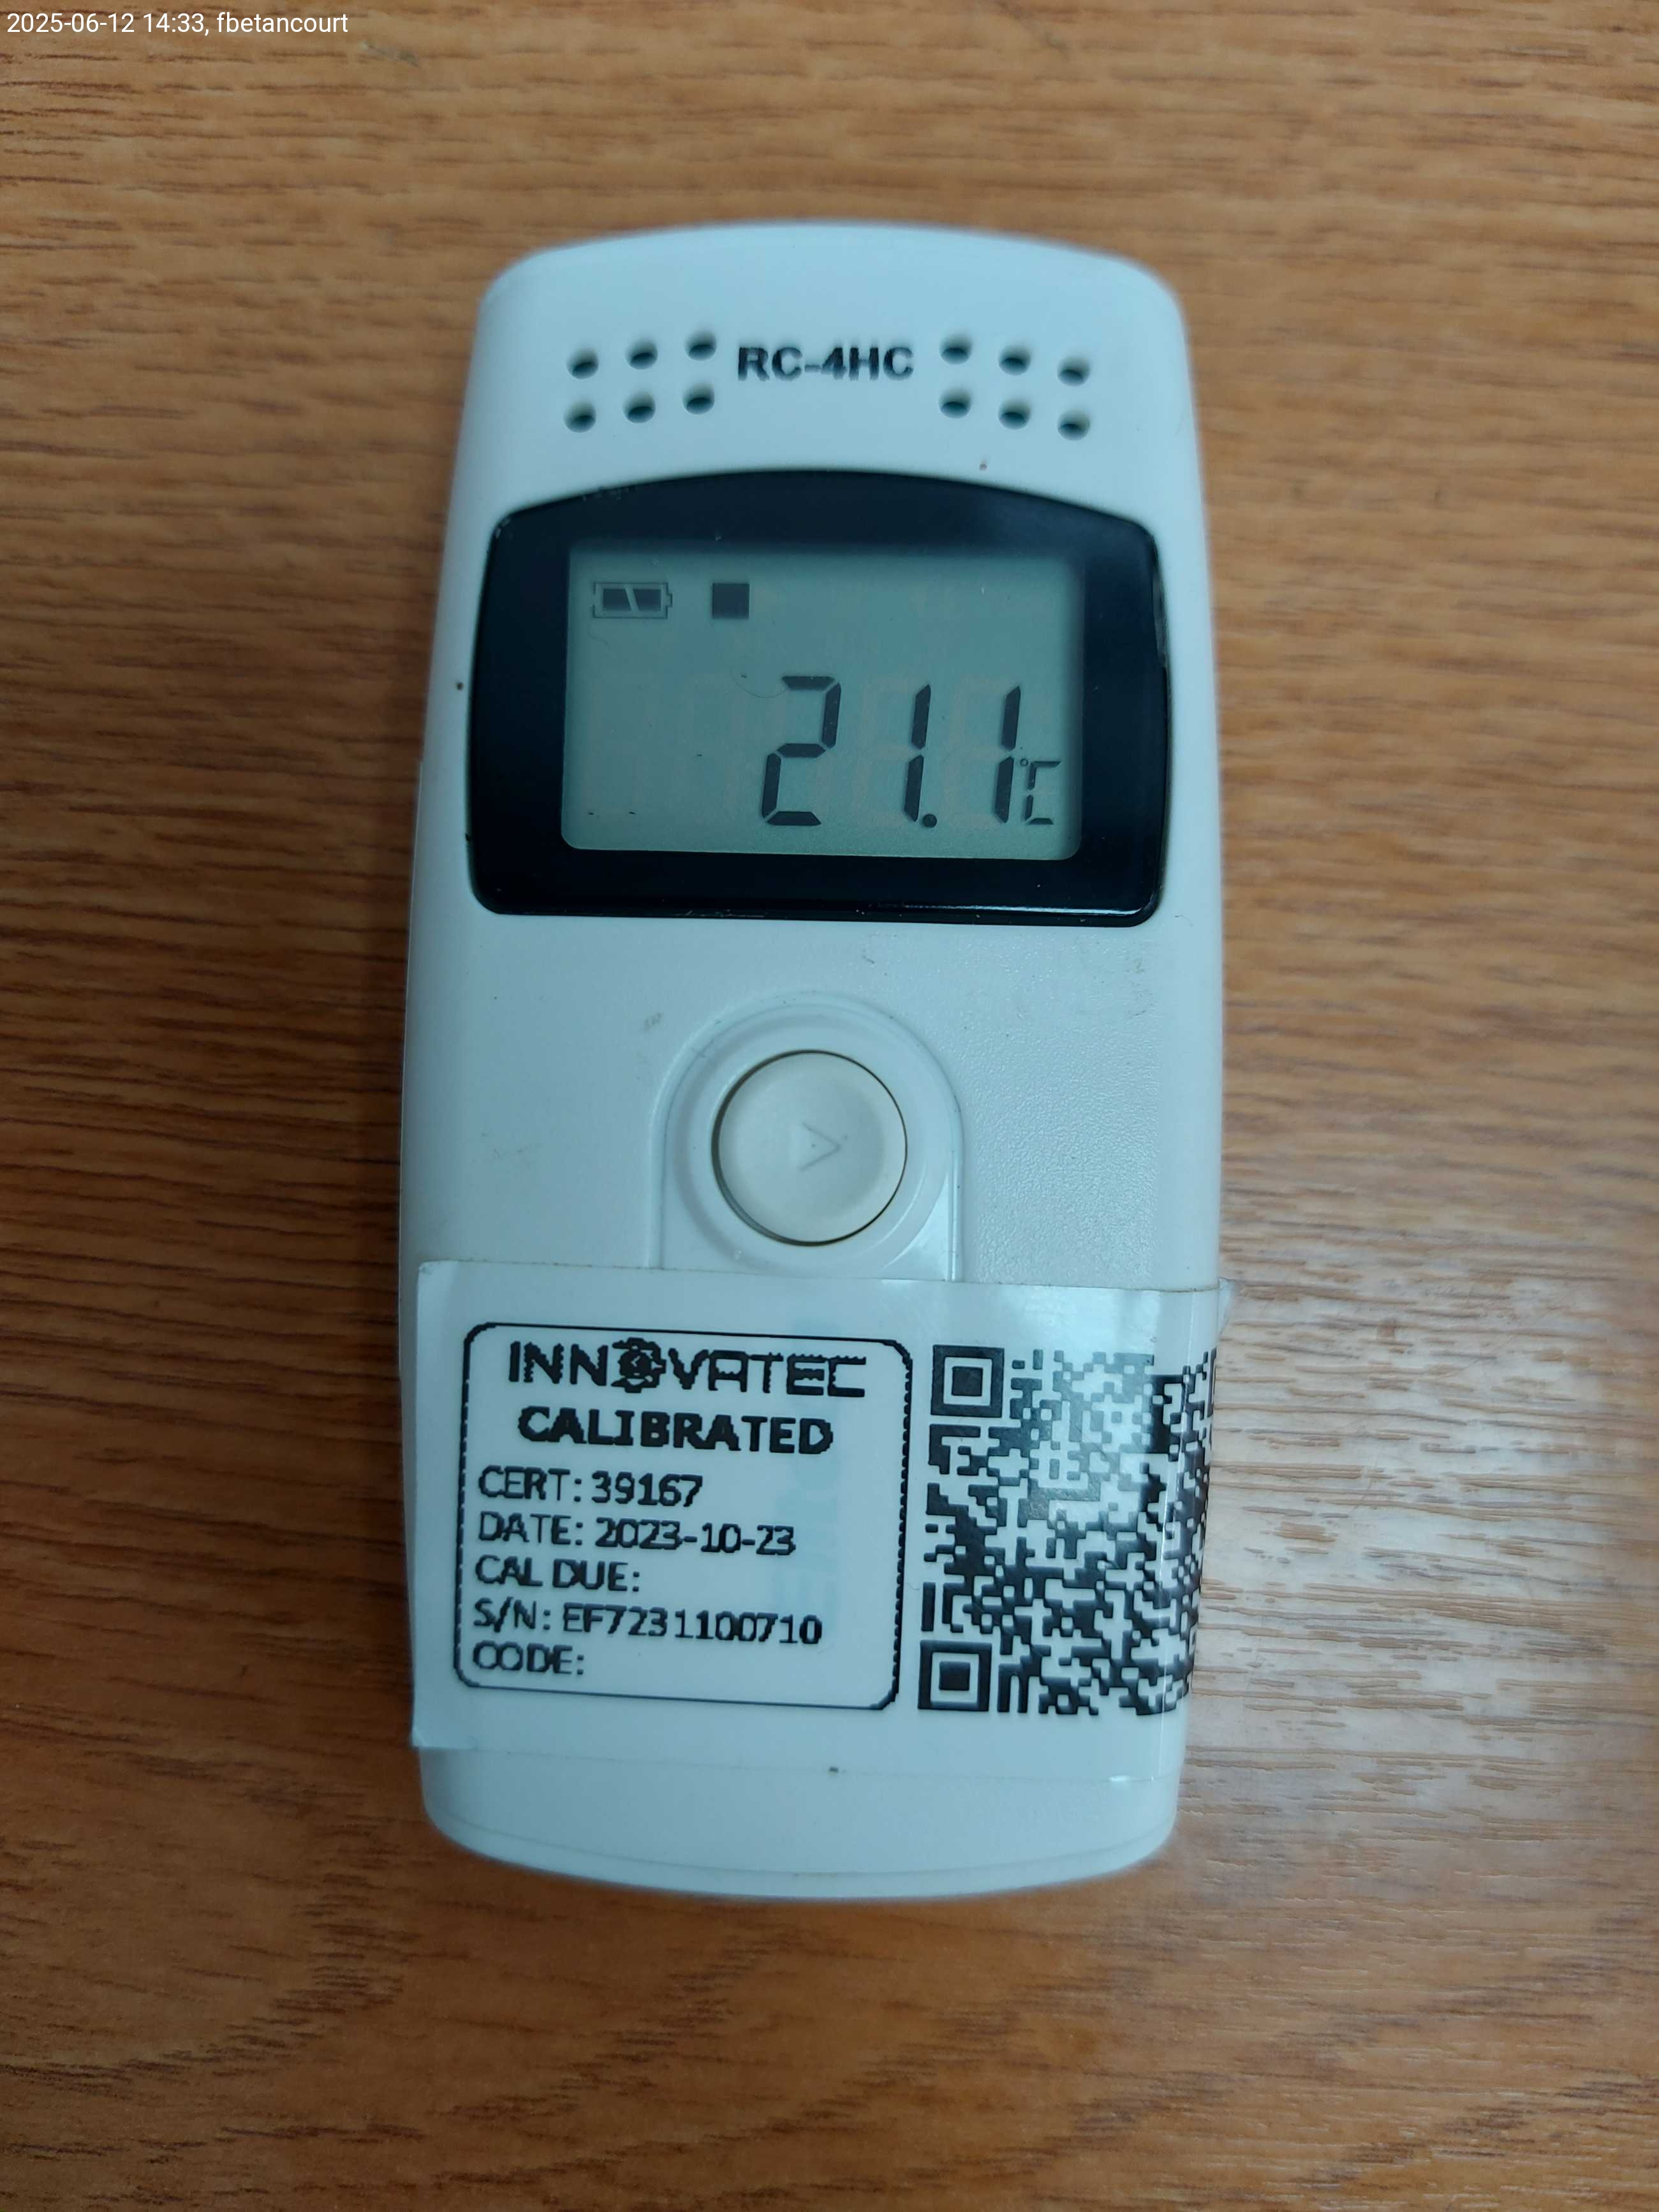 2025-06-12 14:33, fbetancourt
RC-4HC
21.1°C
INNOVATEC
CALIBRATED
CERT: 39167
DATE: 2023-10-23
CAL DUE:
S/N: EF7231100710
CODE: